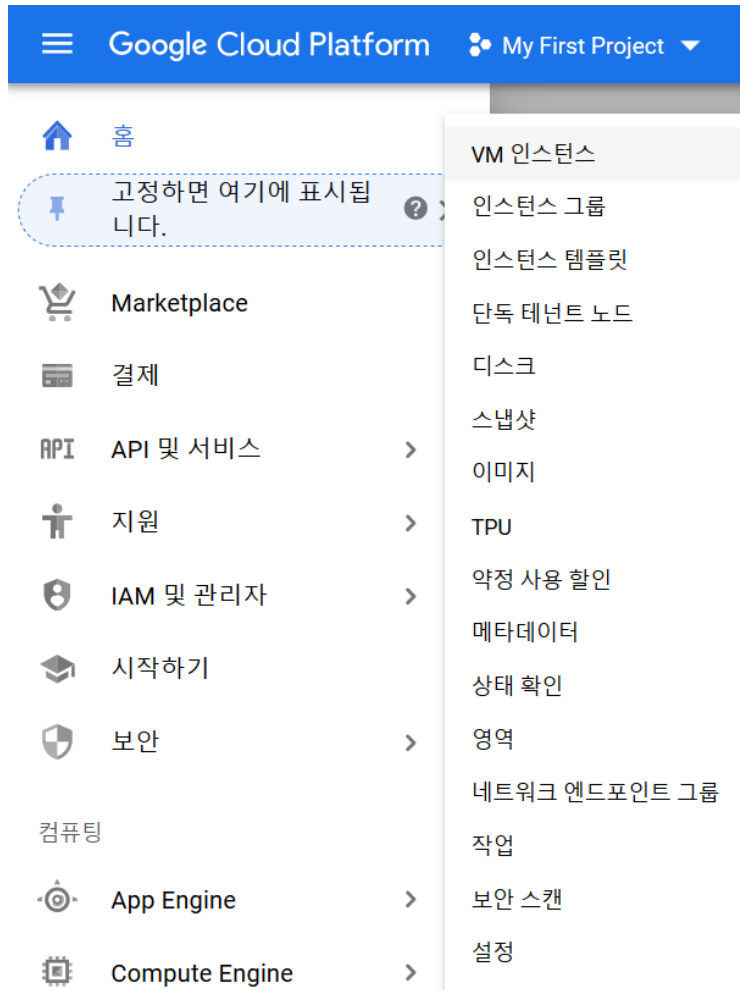 Google Cloud Platform My First Project
홈
고정하면 여기에 표시됩
니다.
Marketplace
결제
API API 및 서비스
지원
IAM 및 관리자
시작하기
보안
컴퓨팅
App Engine
Compute Engine
VM 인스턴스
인스턴스 그룹
인스턴스 템플릿
단독 테넌트 노드
디스크
스냅샷
이미지
TPU
약정 사용 할인
메타데이터
상태 확인
영역
네트워크 엔드포인트 그룹
작업
보안 스캔
설정